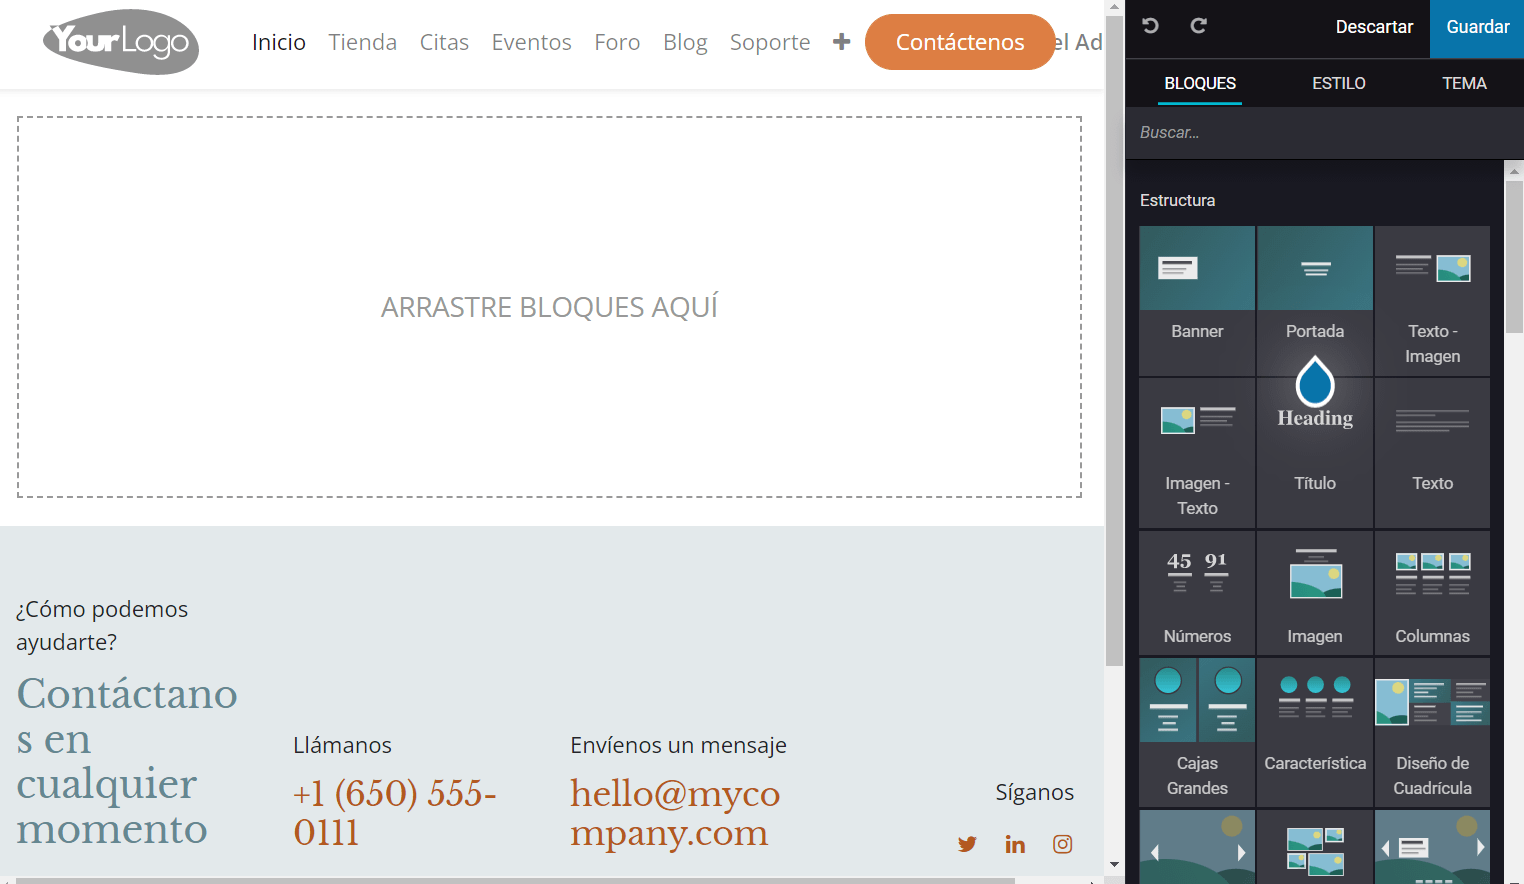 YourLogo
Inicio Tienda Citas Eventos Foro Blog Soporte Contáctenos el Ad
Descartar Guardar
BLOQUES ESTILO TEMA
Buscar...
ARRASTRE BLOQUES AQUÍ
Estructura
Banner Portada Texto -
Imagen
Heading
Imagen - Título Texto
Texto
45 91
Números Imagen Columnas
Cajas Característica Diseño de
Grandes Cuadrícula
¿Cómo podemos
ayudarte?
Contáctano
s en
cualquier
momento
Llámanos
+1 (650) 555-
0111
Envíenos un mensaje
hello@myco
mpany.com
Síganos